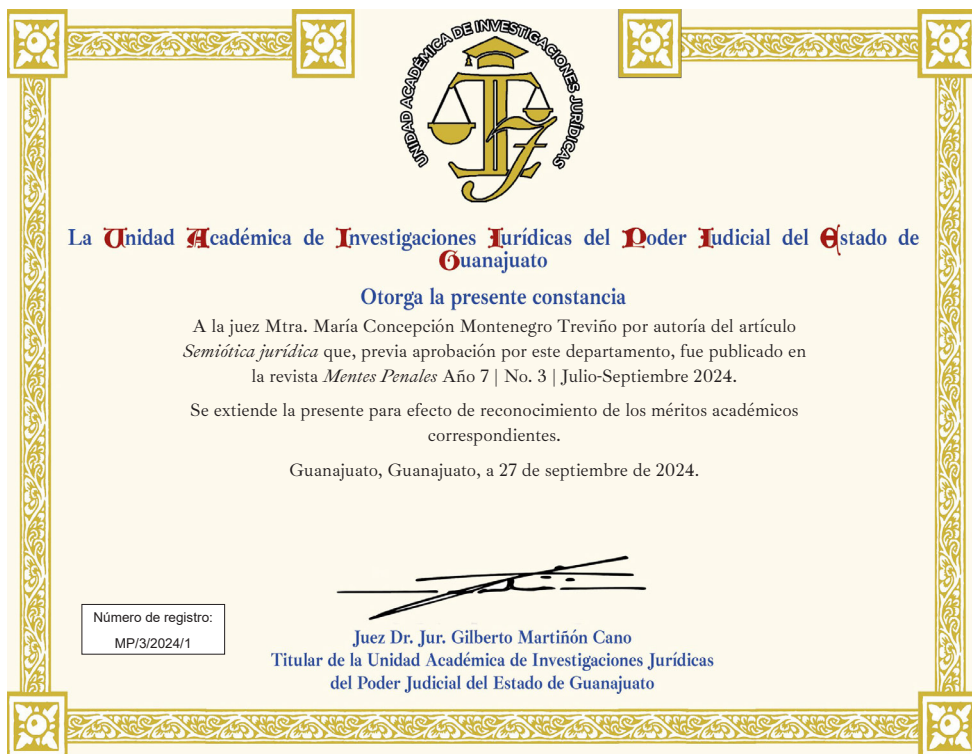 UNIDAD ACADÉMICA DE INVESTIGACIONES JURÍDICAS
La Unidad Académica de Investigaciones Jurídicas del Poder Judicial del Estado de
Guanajuato
Otorga la presente constancia
A la juez Mtra. María Concepción Montenegro Treviño por autoría del artículo
Semiótica jurídica que, previa aprobación por este departamento, fue publicado en
la revista Mentes Penales Año 7 | No. 3 | Julio-Septiembre 2024.
Se extiende la presente para efecto de reconocimiento de los méritos académicos
correspondientes.
Guanajuato, Guanajuato, a 27 de septiembre de 2024.
Número de registro:
MP/3/2024/1
Juez Dr. Jur. Gilberto Martiñón Cano
Titular de la Unidad Académica de Investigaciones Jurídicas
del Poder Judicial del Estado de Guanajuato